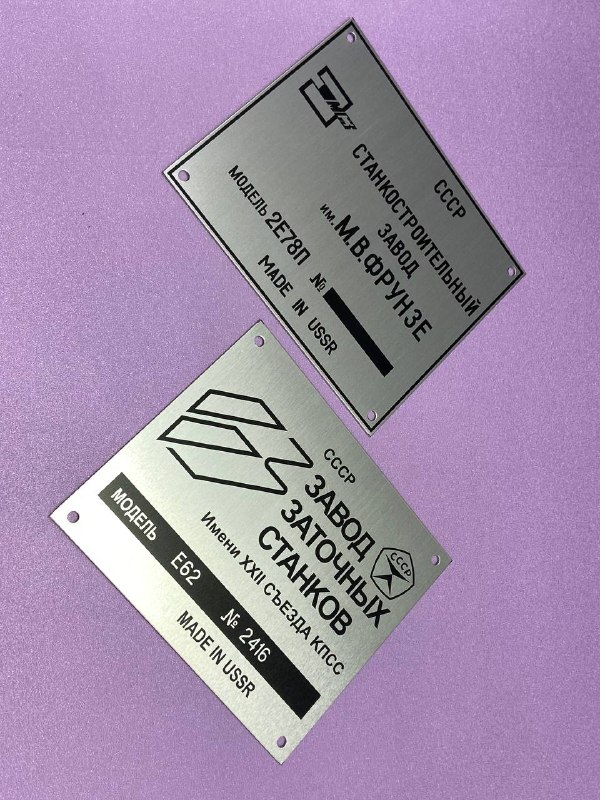 СССР
СТАНКОСТРОИТЕЛЬНЫЙ
ЗАВОД
им. М.В.ФРУНЗЕ
МОДЕЛЬ 2Е78П №
MADE IN USSR
СССР
ЗАВОД
ЗАТОЧНЫХ
СТАНКОВ
Имени XXII СЪЕЗДА КПСС
СССР
МОДЕЛЬ Е62 № 2416
MADE IN USSR